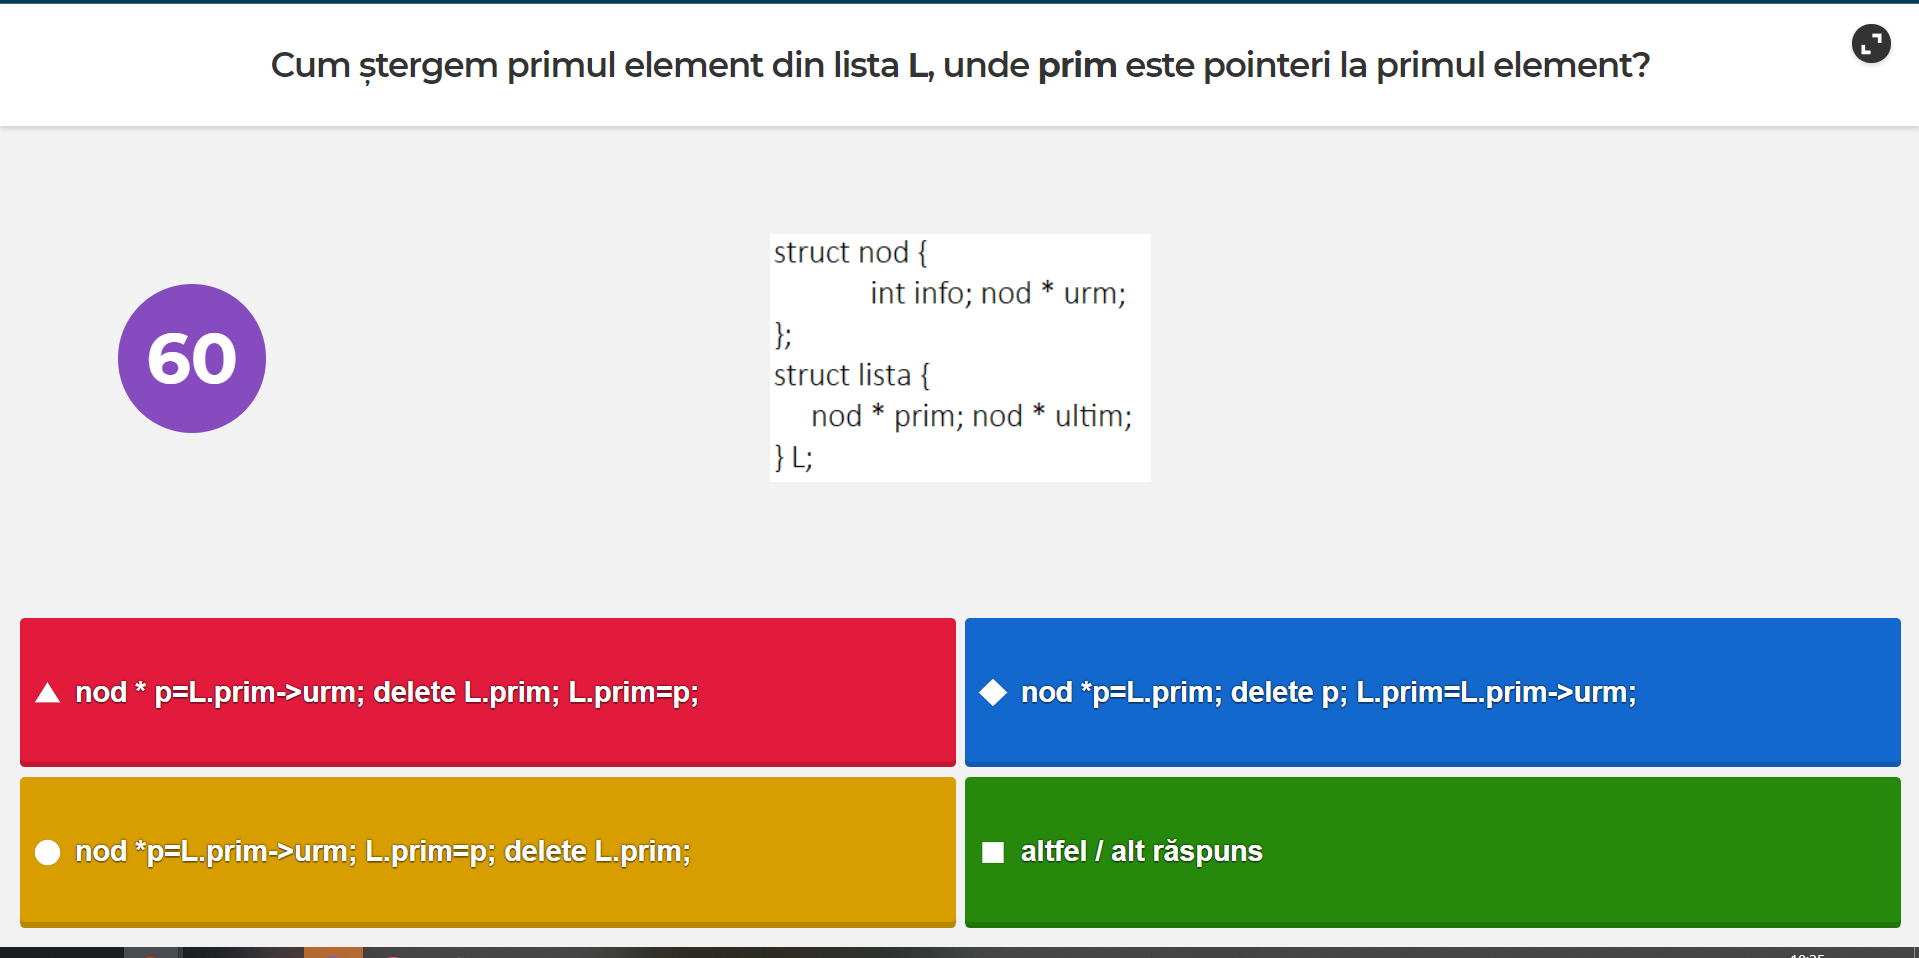 Cum ștergem primul element din lista L, unde prim este pointeri la primul element?
struct nod {
int info; nod * urm;
};
struct lista {
nod * prim; nod * ultim;
} L;
60
nod * p=L.prim->urm; delete L.prim; L.prim=p;
nod *p=L.prim; delete p; L.prim=L.prim->urm;
nod *p=L.prim->urm; L.prim=p; delete L.prim;
altfel / alt răspuns